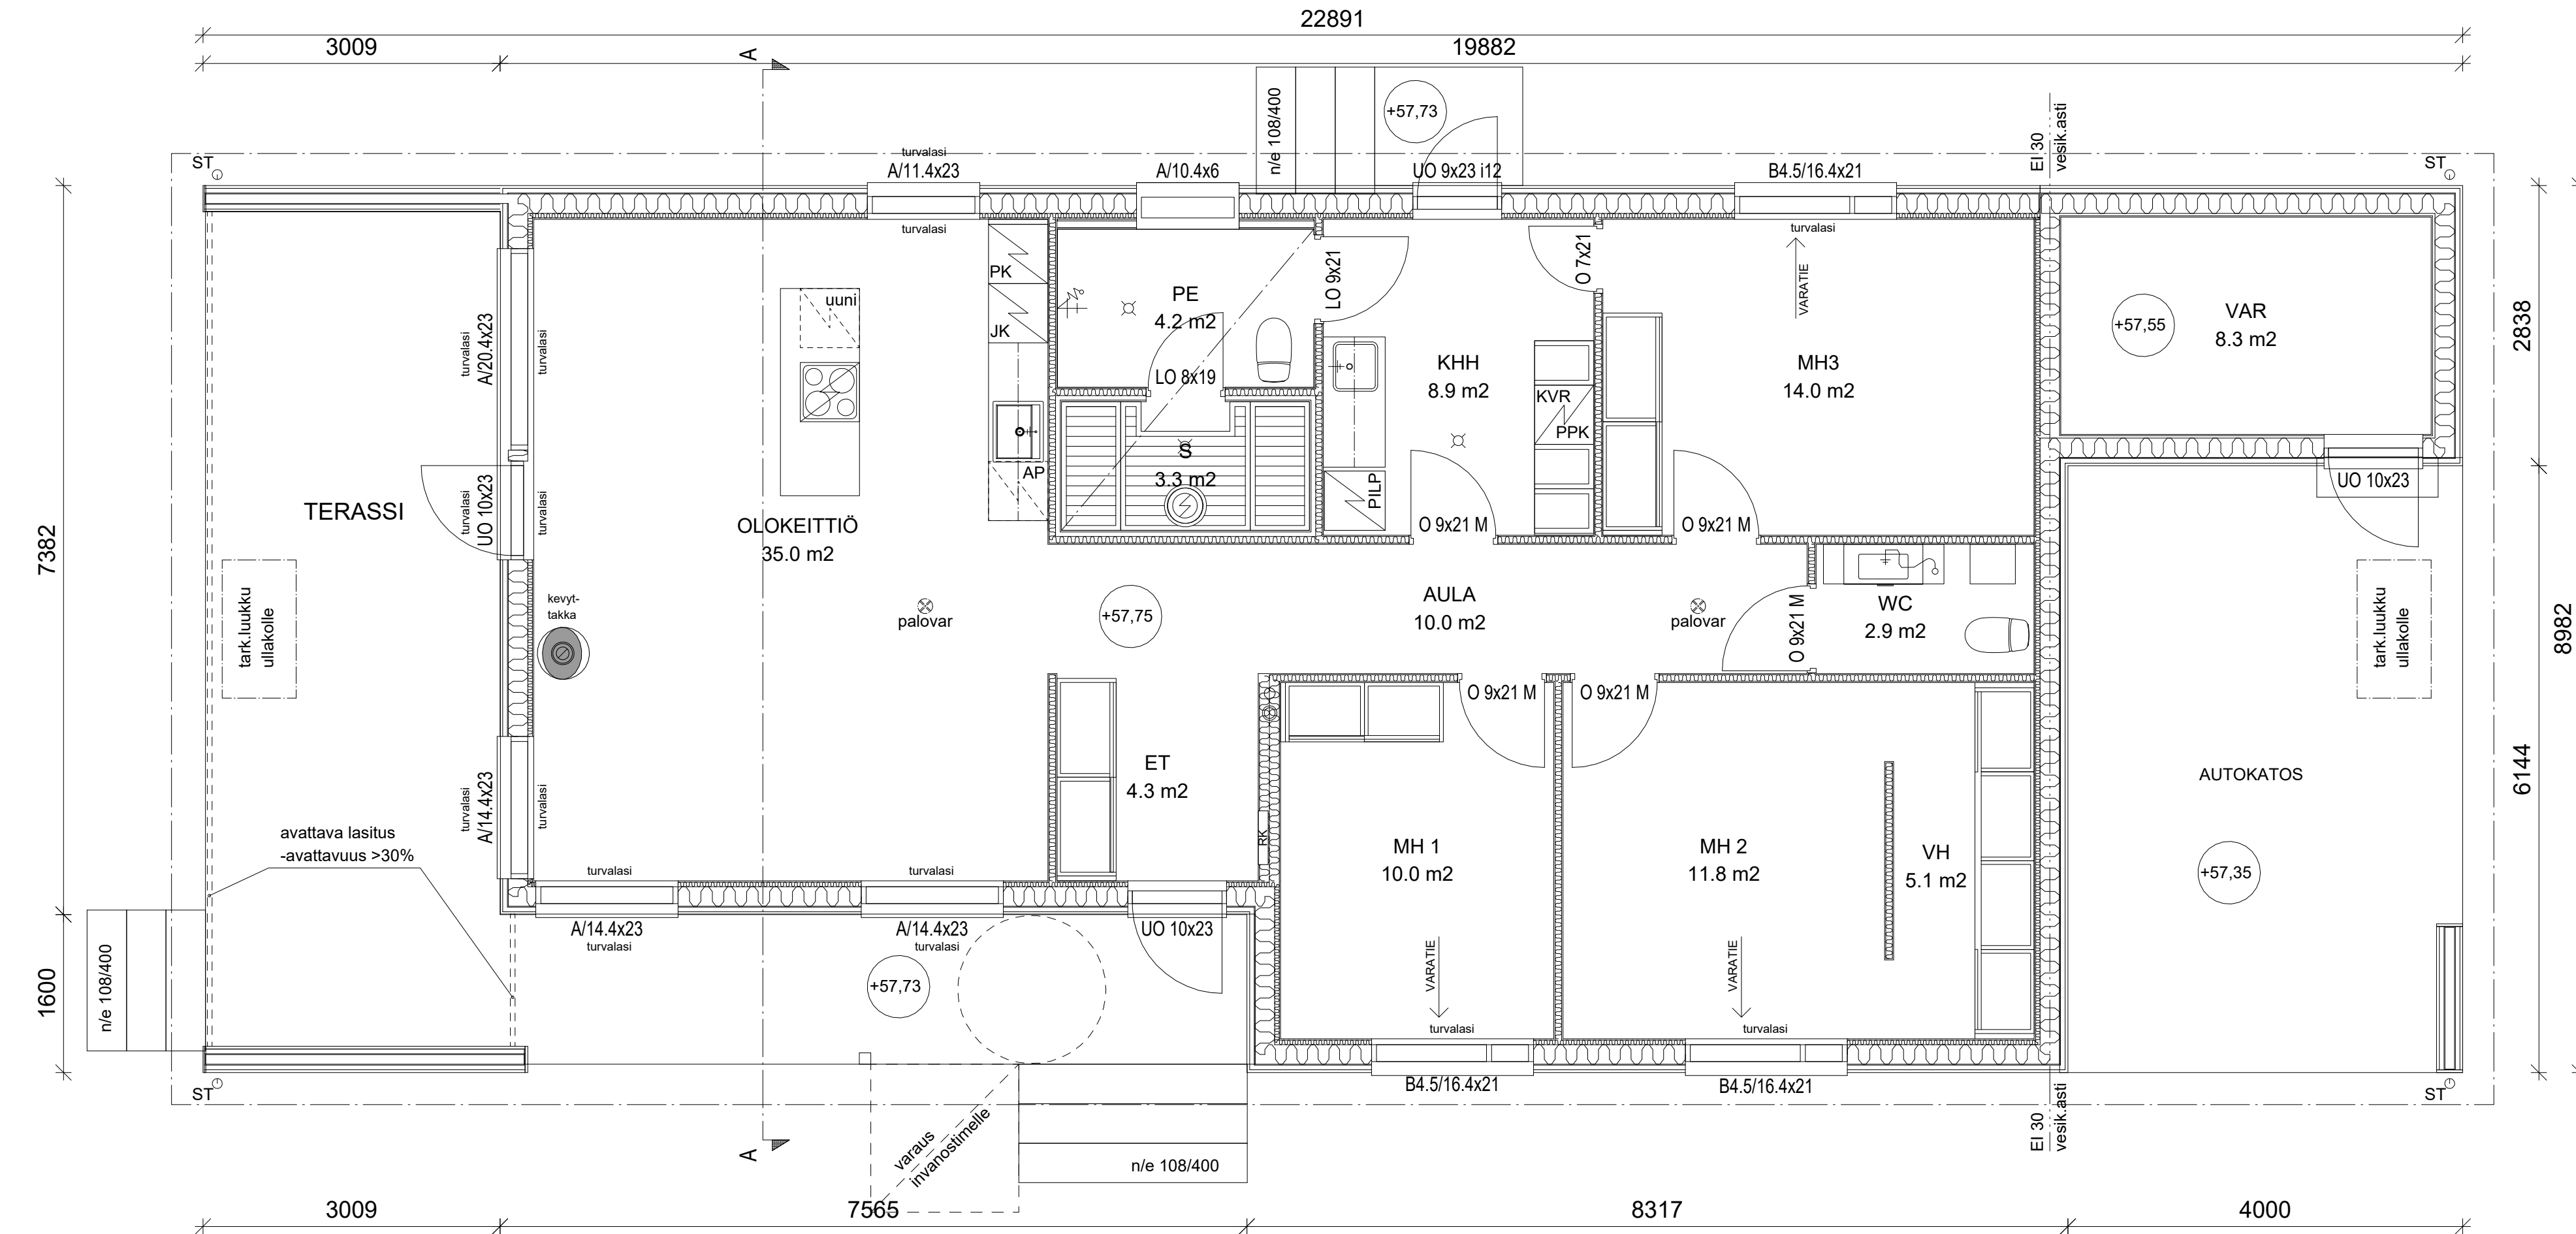 22891
3009
19882
A
n/e 108/400
+57,73
EI 30
vesik.asti
ST
turvalasi
A/11.4x23
A/10.4x6
UO 9x23 i12
B4.5/16.4x21
ST
turvalasi
turvalasi
PK
uuni
JK
AP
PE
4.2 m2
LO 9x21
LO 8x19
S
3.3 m2
O 7x21
VARATIE
KHH
8.9 m2
KVR
PPK
PILP
MH3
14.0 m2
+57,55
VAR
8.3 m2
2838
turvalasi
A/20.4x23
turvalasi
TERASSI
turvalasi
UO 10x23
turvalasi
OLOKEITTIÖ
35.0 m2
O 9x21 M
O 9x21 M
UO 10x23
7382
tark.luukku
ullakolle
kevyt-
takka
palovar
+57,75
AULA
10.0 m2
palovar
O 9x21 M
WC
2.9 m2
tark.luukku
ullakolle
8982
O 9x21 M
O 9x21 M
ET
4.3 m2
RK
turvalasi
A/14.4x23
turvalasi
AUTOKATOS
6144
avattava lasitus
-avattavuus >30%
MH 1
10.0 m2
MH 2
11.8 m2
VH
5.1 m2
+57,35
turvalasi
turvalasi
A/14.4x23
turvalasi
A/14.4x23
turvalasi
UO 10x23
1600
n/e 108/400
+57,73
VARATIE
VARATIE
turvalasi
turvalasi
B4.5/16.4x21
B4.5/16.4x21
ST
ST
EI 30
vesik.asti
A
varaus
invanostimelle
n/e 108/400
3009
7565
8317
4000